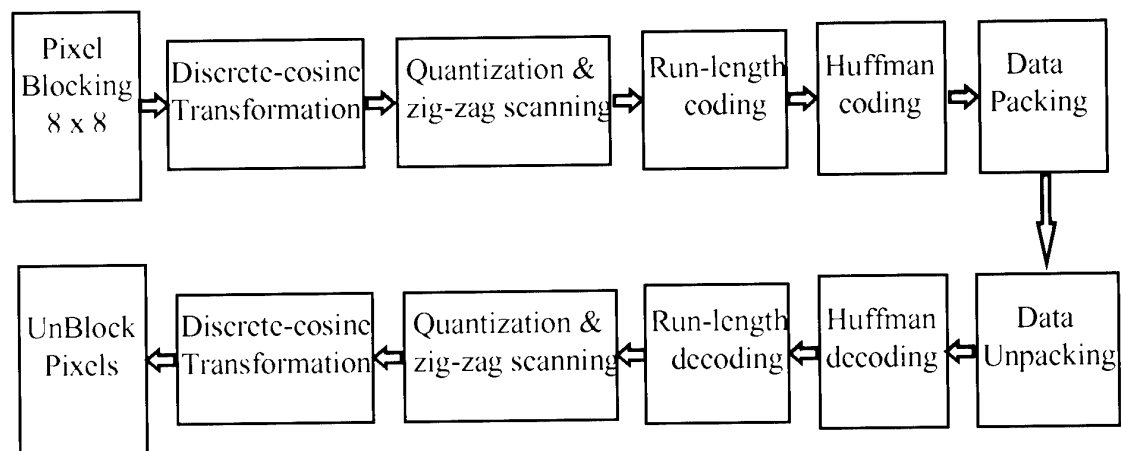 Pixel
Blocking
8 x 8
Discrete-cosine
Transformation
Quantization &
zig-zag scanning
Run-length
coding
Huffman
coding
Data
Packing
UnBlock
Pixels
Discrete-cosine
Transformation
Quantization &
zig-zag scanning
Run-length
decoding
Huffman
decoding
Data
Unpacking